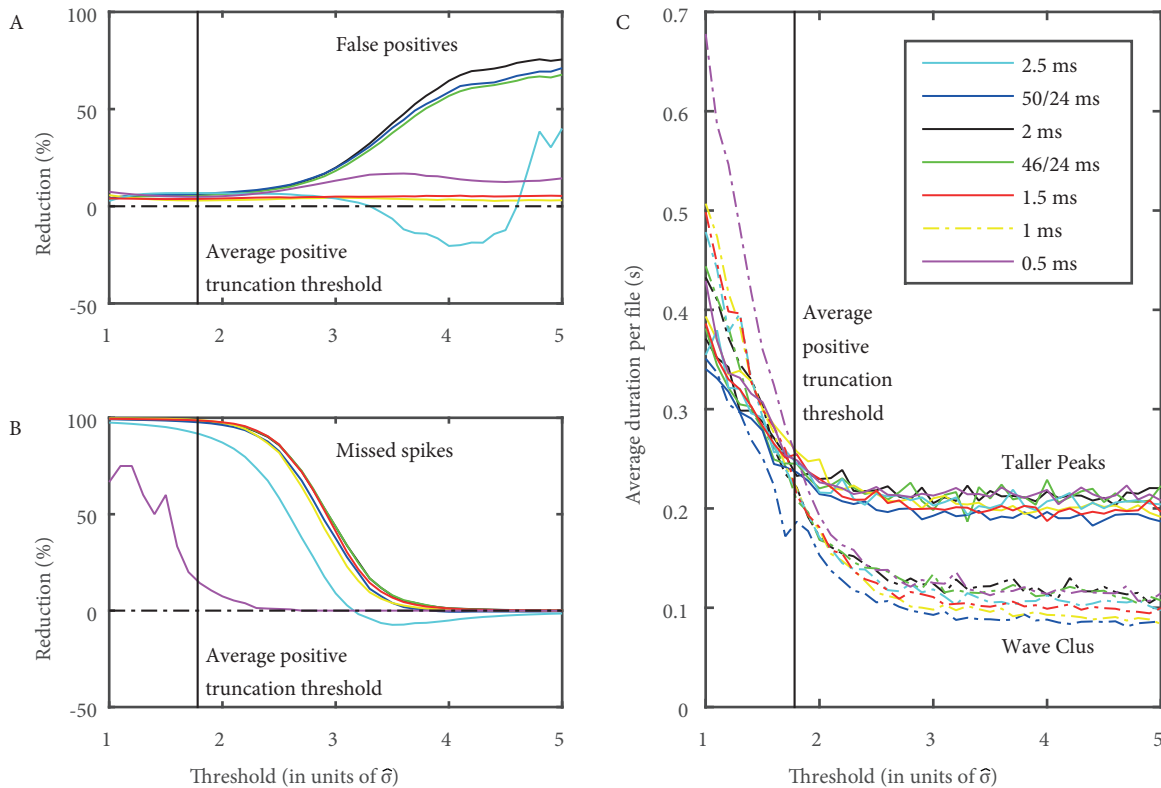 A
100
50
0
-50
Reduction (%)
False positives
Average positive
truncation threshold
1
2
3
4
5
B
100
50
0
-50
Reduction (%)
Missed spikes
Average positive
truncation threshold
1
2
3
4
5
Threshold (in units of σ̂)
C
0.7
0.6
0.5
0.4
0.3
0.2
0.1
0
Average duration per file (s)
2.5 ms
50/24 ms
2 ms
46/24 ms
1.5 ms
1 ms
0.5 ms
Average
positive
truncation
threshold
Taller Peaks
Wave Clus
1
2
3
4
5
Threshold (in units of σ̂)